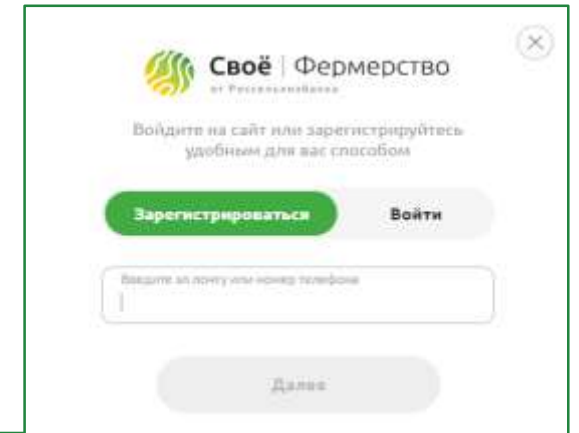 Своё | Фермерство
от Россельхозбанка
Войдите на сайт или зарегистрируйтесь
удобным для вас способом
Зарегистрироваться Войти
Введите эл.почту или номер телефона
Далее